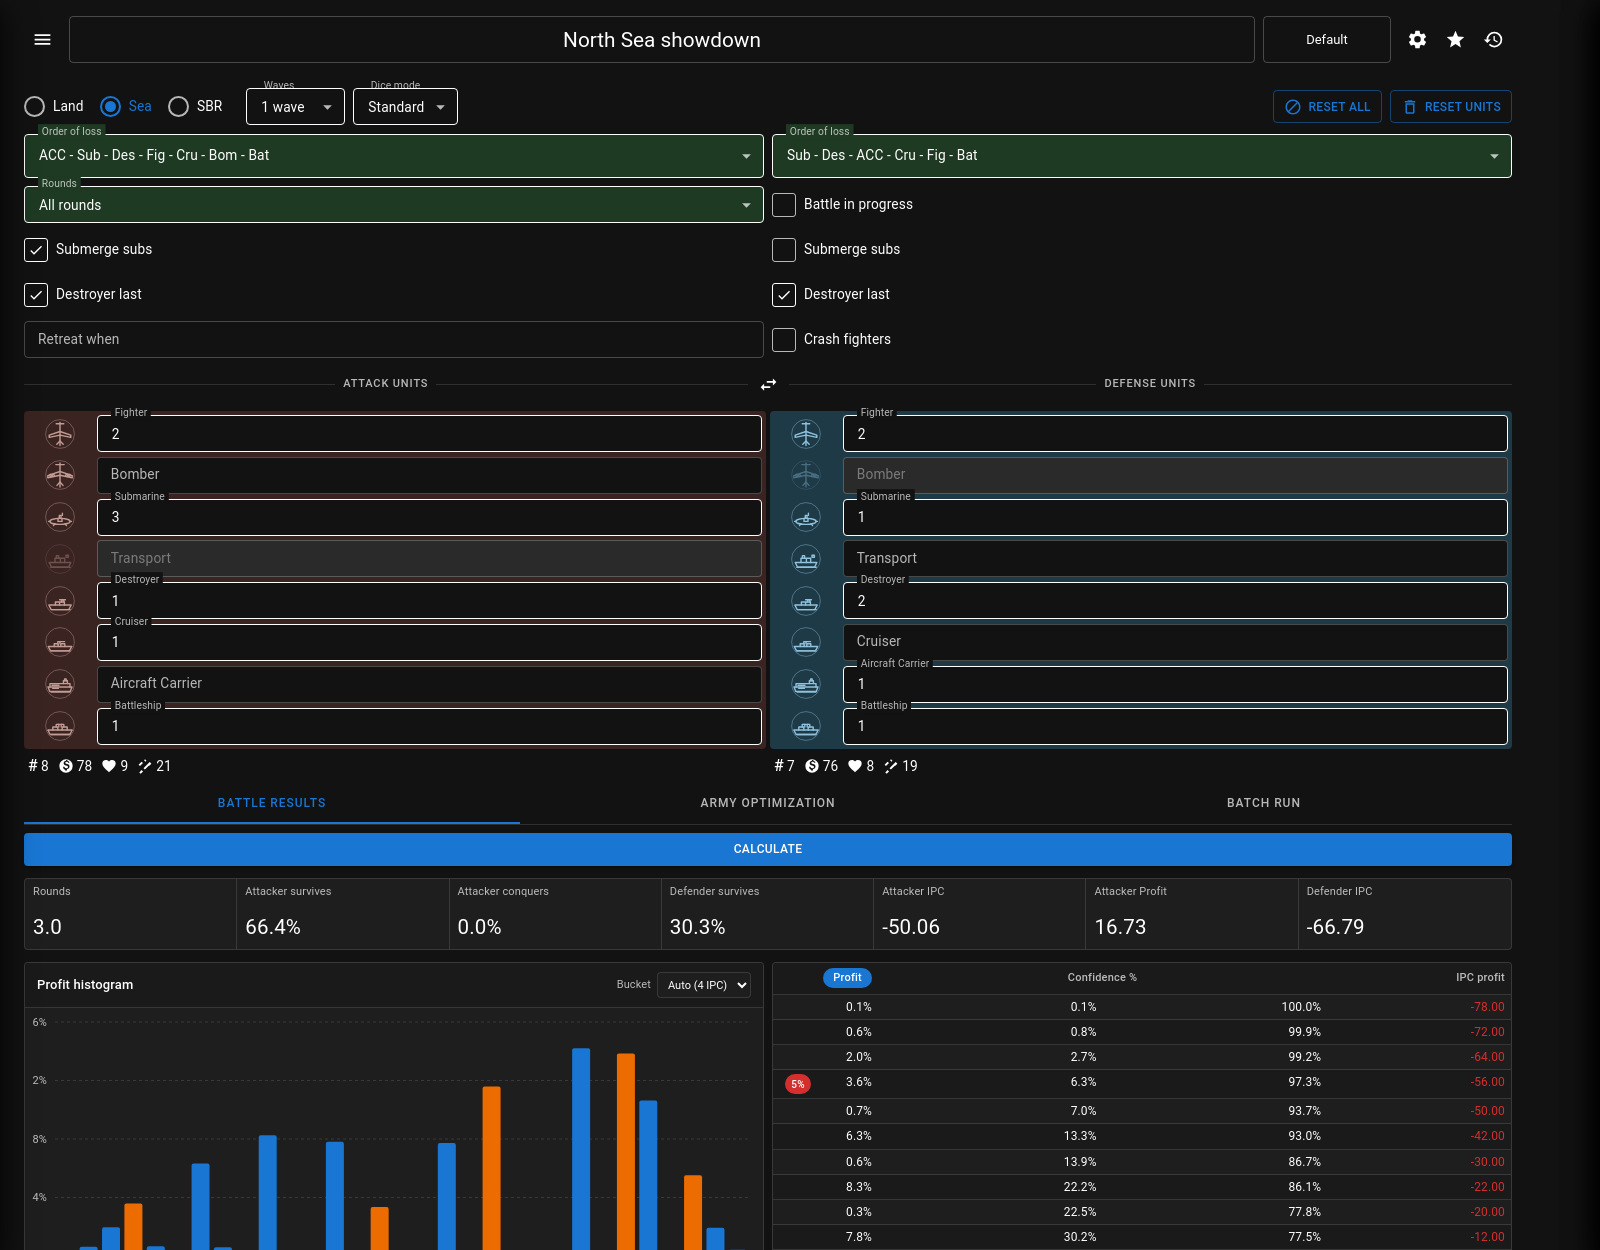 North Sea showdown
Default
Land
Sea
SBR
Waves
1 wave
Dice mode
Standard
RESET ALL
RESET UNITS
Order of loss
ACC - Sub - Des - Fig - Cru - Bom - Bat
Order of loss
Sub - Des - ACC - Cru - Fig - Bat
Rounds
All rounds
Battle in progress
Submerge subs
Submerge subs
Destroyer last
Destroyer last
Retreat when
Crash fighters
ATTACK UNITS
DEFENSE UNITS
Fighter
2
Fighter
2
Bomber
Bomber
Submarine
3
Submarine
1
Transport
Transport
Destroyer
1
Destroyer
2
Cruiser
1
Cruiser
Aircraft Carrier
Aircraft Carrier
1
Battleship
1
Battleship
1
# 8 78 9 21
# 7 76 8 19
BATTLE RESULTS
ARMY OPTIMIZATION
BATCH RUN
CALCULATE
Rounds
3.0
Attacker survives
66.4%
Attacker conquers
0.0%
Defender survives
30.3%
Attacker IPC
-50.06
Attacker Profit
16.73
Defender IPC
-66.79
Profit histogram
Bucket
Auto (4 IPC)
6%
2%
8%
4%
Profit Confidence % IPC profit
0.1% 0.1% 100.0% -78.00
0.6% 0.8% 99.9% -72.00
2.0% 2.7% 99.2% -64.00
5% 3.6% 6.3% 97.3% -56.00
0.7% 7.0% 93.7% -50.00
6.3% 13.3% 93.0% -42.00
0.6% 13.9% 86.7% -30.00
8.3% 22.2% 86.1% -22.00
0.3% 22.5% 77.8% -20.00
7.8% 30.2% 77.5% -12.00